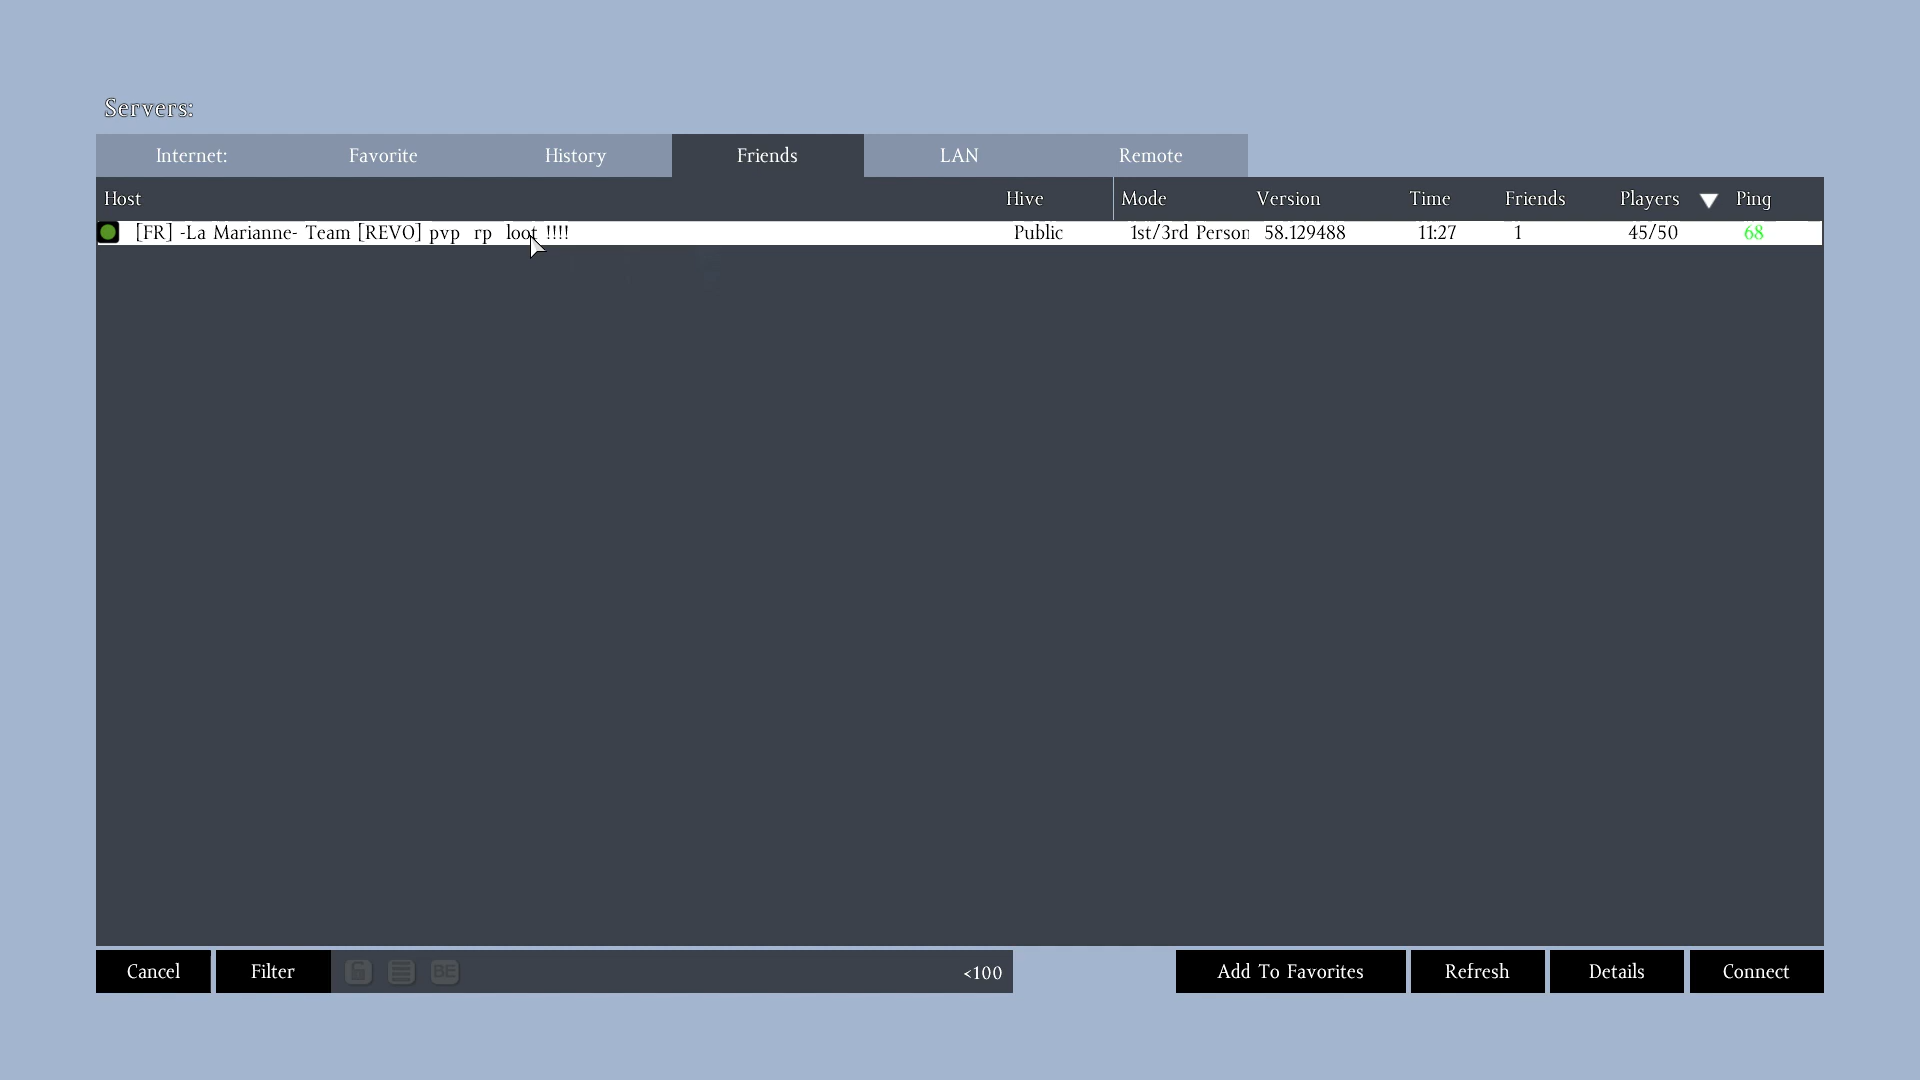 Servers:
Internet: Favorite History Friends LAN Remote
Host Hive Mode Version Time Friends Players Ping
[FR] -La Marianne- Team [REVO] pvp rp loot !!!! Public 1st/3rd Person 58.129488 11:27 1 45/50 68
Cancel Filter BE <100 Add To Favorites Refresh Details Connect